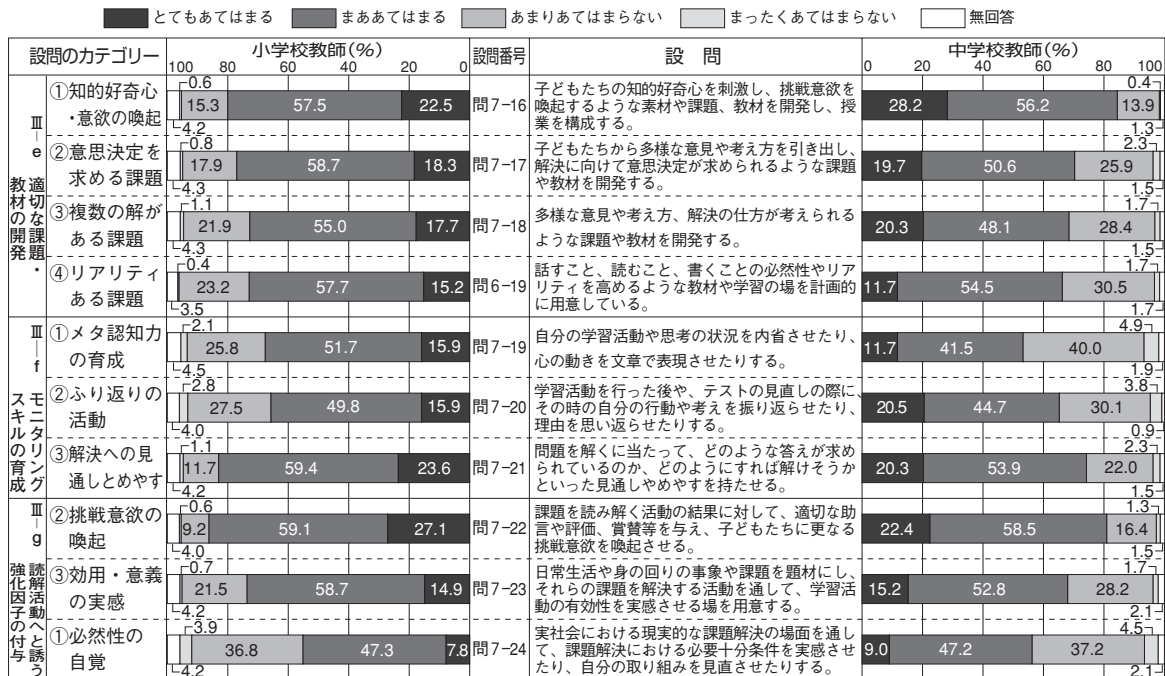 とてもあてはまる まああてはまる あまりあてはまらない まったくあてはまらない 無回答
設問のカテゴリー 小学校教師(%) 設問番号 設 問 中学校教師(%)
100 80 60 40 20 0 0 20 40 60 80 100
Ⅲ-e 適切な課題・教材の開発
①知的好奇心・意欲の喚起
0.6 15.3 57.5 22.5 4.2
問7-16
子どもたちの知的好奇心を刺激し、挑戦意欲を
喚起するような素材や課題、教材を開発し、授
業を構成する。
28.2 56.2 13.9 0.4 1.3
②意思決定を求める課題
0.8 17.9 58.7 18.3 4.3
問7-17
子どもたちから多様な意見や考え方を引き出し、
解決に向けて意思決定が求められるような課題
や教材を開発する。
19.7 50.6 25.9 2.3 1.5
③複数の解がある課題
1.1 21.9 55.0 17.7 4.3
問7-18
多様な意見や考え方、解決の仕方が考えられる
ような課題や教材を開発する。
20.3 48.1 28.4 1.7 1.5
④リアリティある課題
0.4 23.2 57.7 15.2 3.5
問6-19
話すこと、読むこと、書くことの必然性やリア
リティを高めるような教材や学習の場を計画的
に用意している。
11.7 54.5 30.5 1.7 1.7
Ⅲ-f モニタリングスキルの育成
①メタ認知力の育成
2.1 25.8 51.7 15.9 4.5
問7-19
自分の学習活動や思考の状況を内省させたり、
心の動きを文章で表現させたりする。
11.7 41.5 40.0 4.9 1.9
②ふり返りの活動
2.8 27.5 49.8 15.9 4.0
問7-20
学習活動を行った後や、テストの見直しの際に、
その時の自分の行動や考えを振り返らせたり、
理由を思い返らせたりする。
20.5 44.7 30.1 3.8 0.9
③解決への見通しとめやす
1.1 11.7 59.4 23.6 4.2
問7-21
問題を解くに当たって、どのような答えが求め
られているのか、どのようにすれば解けそうか
といった見通しやめやすを持たせる。
20.3 53.9 22.0 2.3 1.5
Ⅲ-g 読解活動へと誘う強化因子の付与
②挑戦意欲の喚起
0.6 9.2 59.1 27.1 4.0
問7-22
課題を読み解く活動の結果に対して、適切な助
言や評価、賞賛等を与え、子どもたちに更なる
挑戦意欲を喚起させる。
22.4 58.5 16.4 1.3 1.5
③効用・意義の実感
0.7 21.5 58.7 14.9 4.2
問7-23
日常生活や身の回りの事象や課題を題材にし、
それらの課題を解決する活動を通して、学習活
動の有効性を実感させる場を用意する。
15.2 52.8 28.2 1.7 2.1
①必然性の自覚
3.9 36.8 47.3 7.8 4.2
問7-24
実社会における現実的な課題解決の場面を通し
て、課題解決における必要十分条件を実感させ
たり、自分の取り組みを見直させたりする。
9.0 47.2 37.2 4.5 2.1